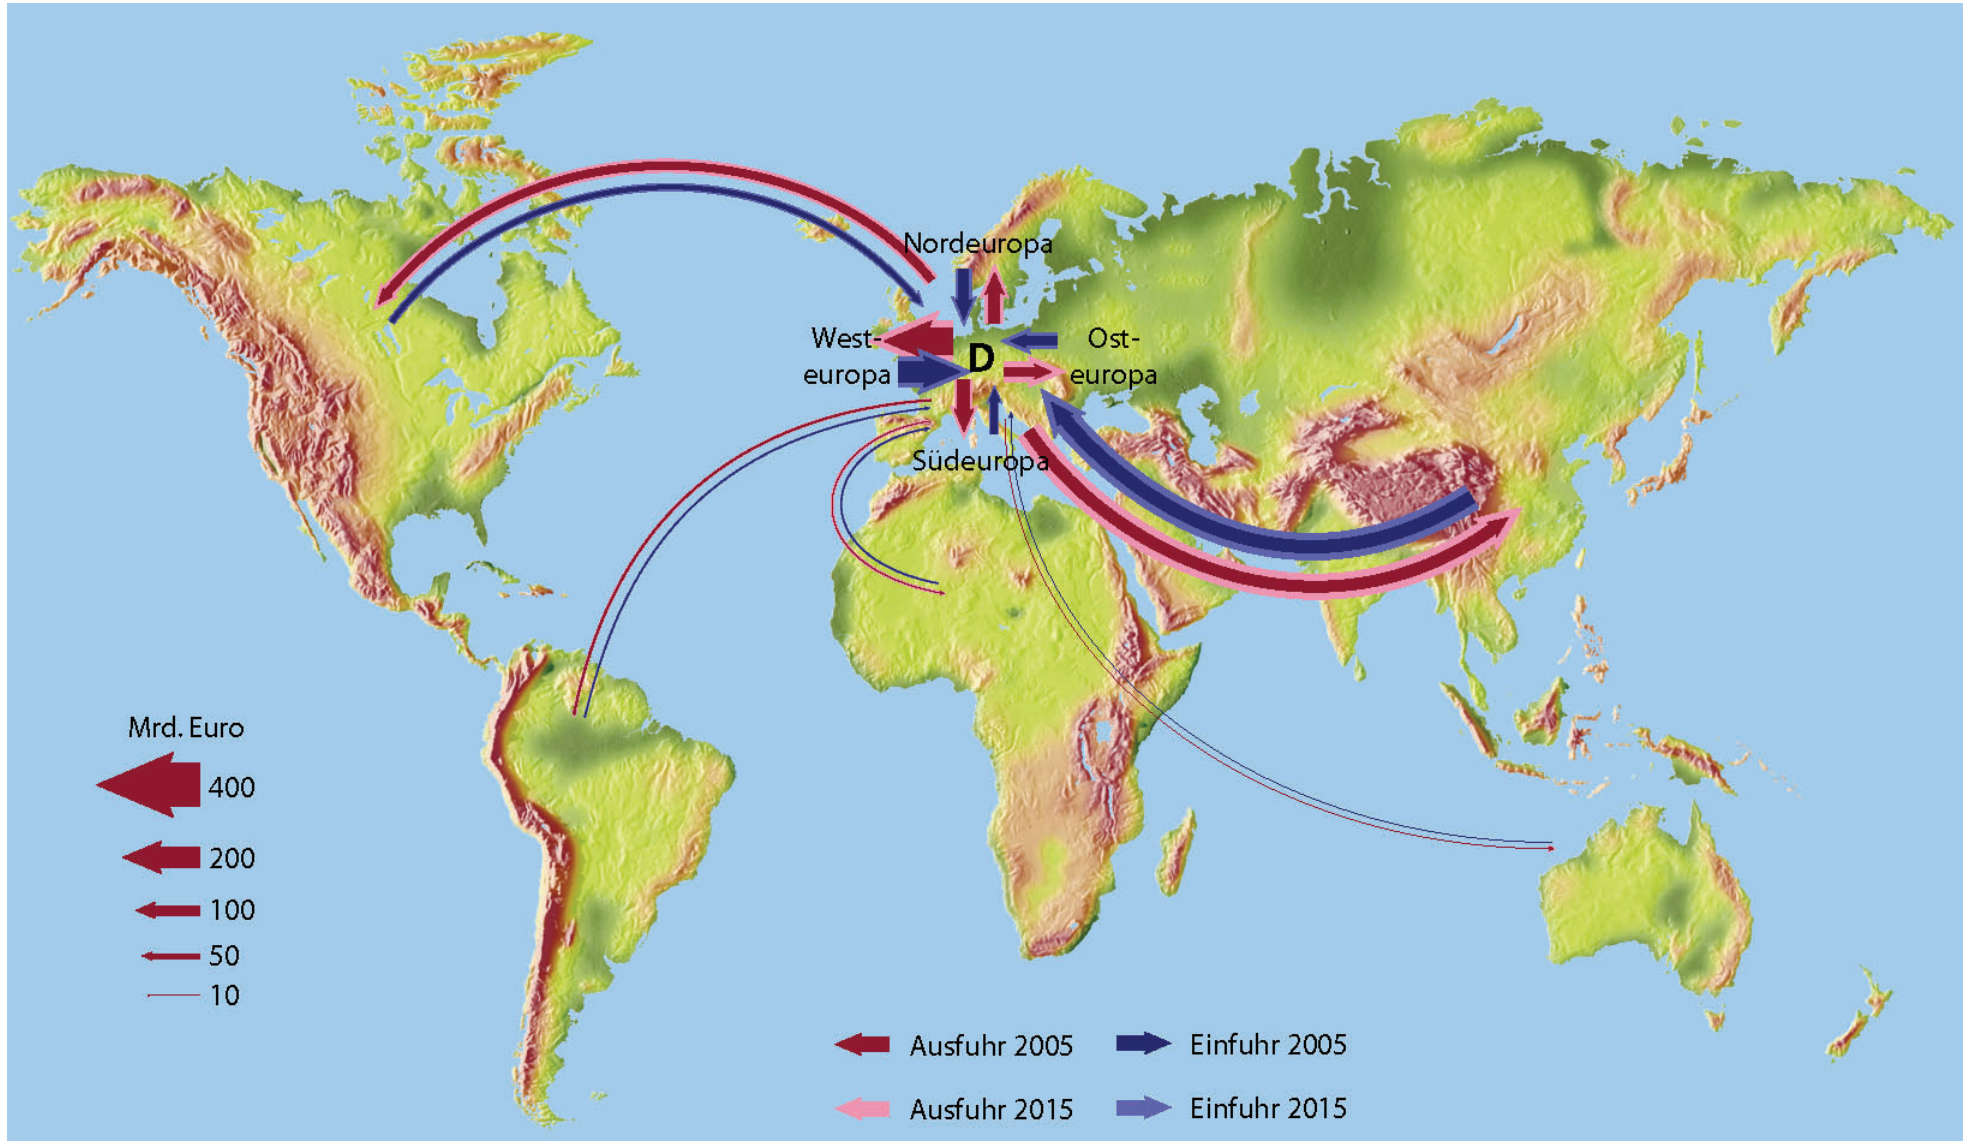 Nordeuropa
West-
europa
D
Ost-
europa
Südeuropa
Mrd. Euro
400
200
100
50
10
Ausfuhr 2005
Einfuhr 2005
Ausfuhr 2015
Einfuhr 2015